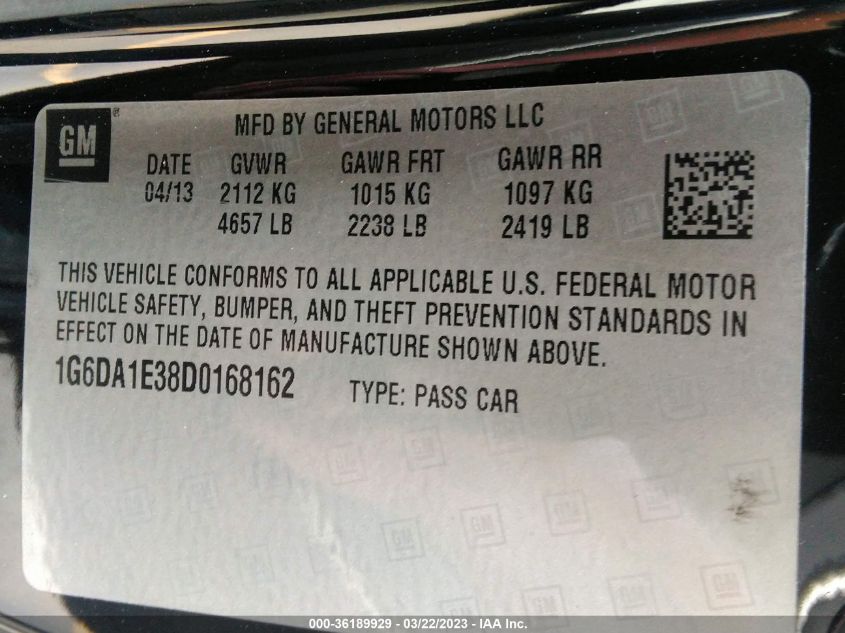 GM ®
MFD BY GENERAL MOTORS LLC
DATE GVWR GAWR FRT GAWR RR
04/13 2112 KG 1015 KG 1097 KG
4657 LB 2238 LB 2419 LB
THIS VEHICLE CONFORMS TO ALL APPLICABLE U.S. FEDERAL MOTOR
VEHICLE SAFETY, BUMPER, AND THEFT PREVENTION STANDARDS IN
EFFECT ON THE DATE OF MANUFACTURE SHOWN ABOVE.
1G6DA1E38D0168162 TYPE: PASS CAR
000-36189929 - 03/22/2023 - IAA Inc.